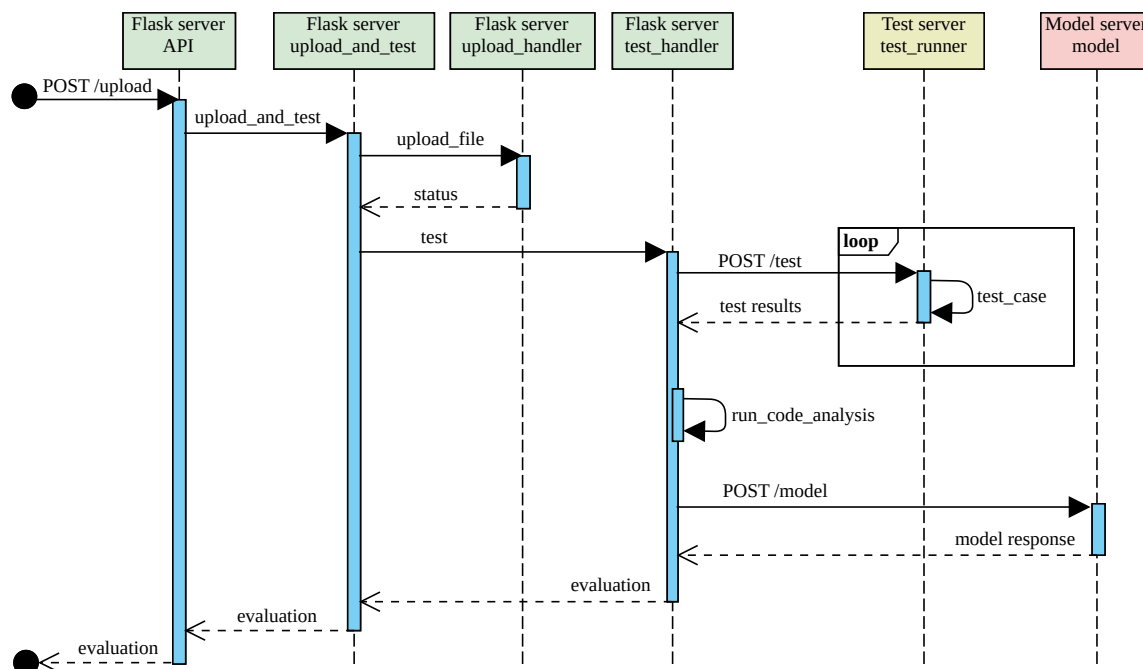 Flask server
API
Flask server
upload_and_test
Flask server
upload_handler
Flask server
test_handler
Test server
test_runner
Model server
model
POST /upload
upload_and_test
upload_file
status
test
loop
POST /test
test_case
test results
run_code_analysis
POST /model
model response
evaluation
evaluation
evaluation